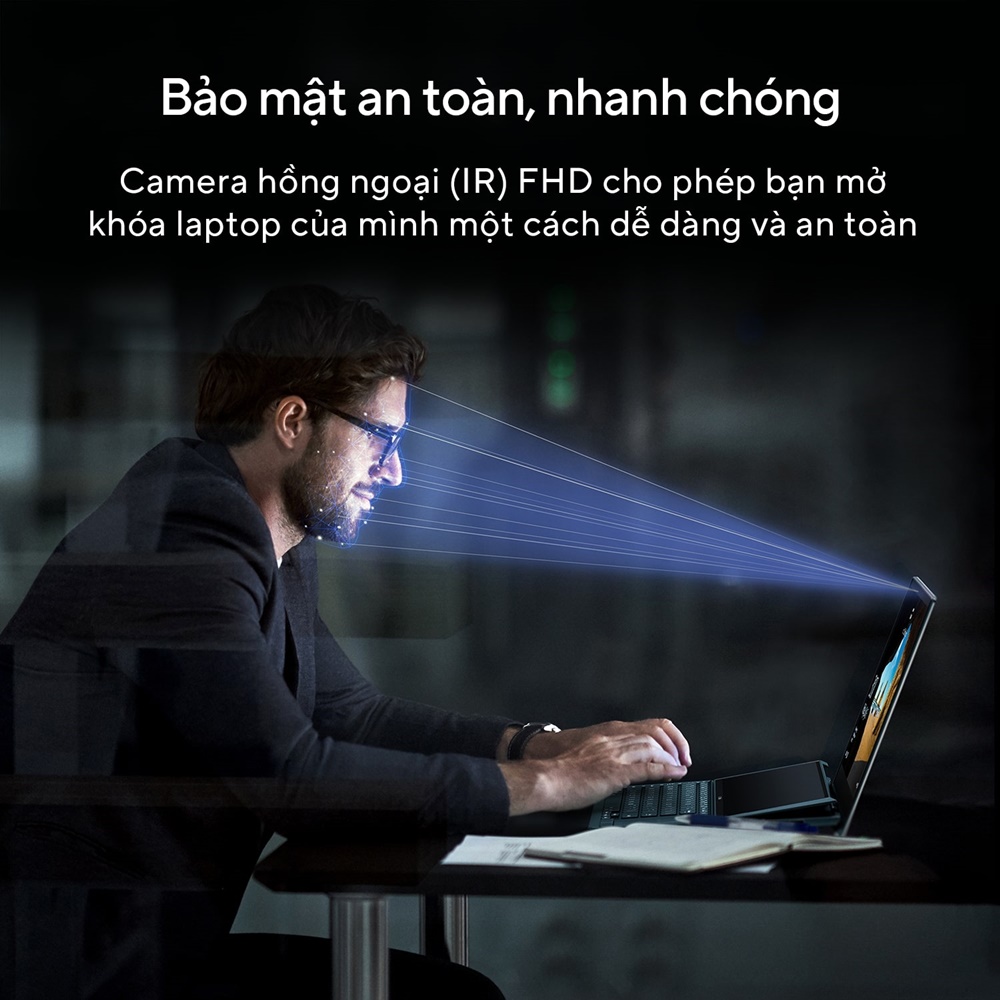 Bảo mật an toàn, nhanh chóng
Camera hồng ngoại (IR) FHD cho phép bạn mở
khóa laptop của mình một cách dễ dàng và an toàn